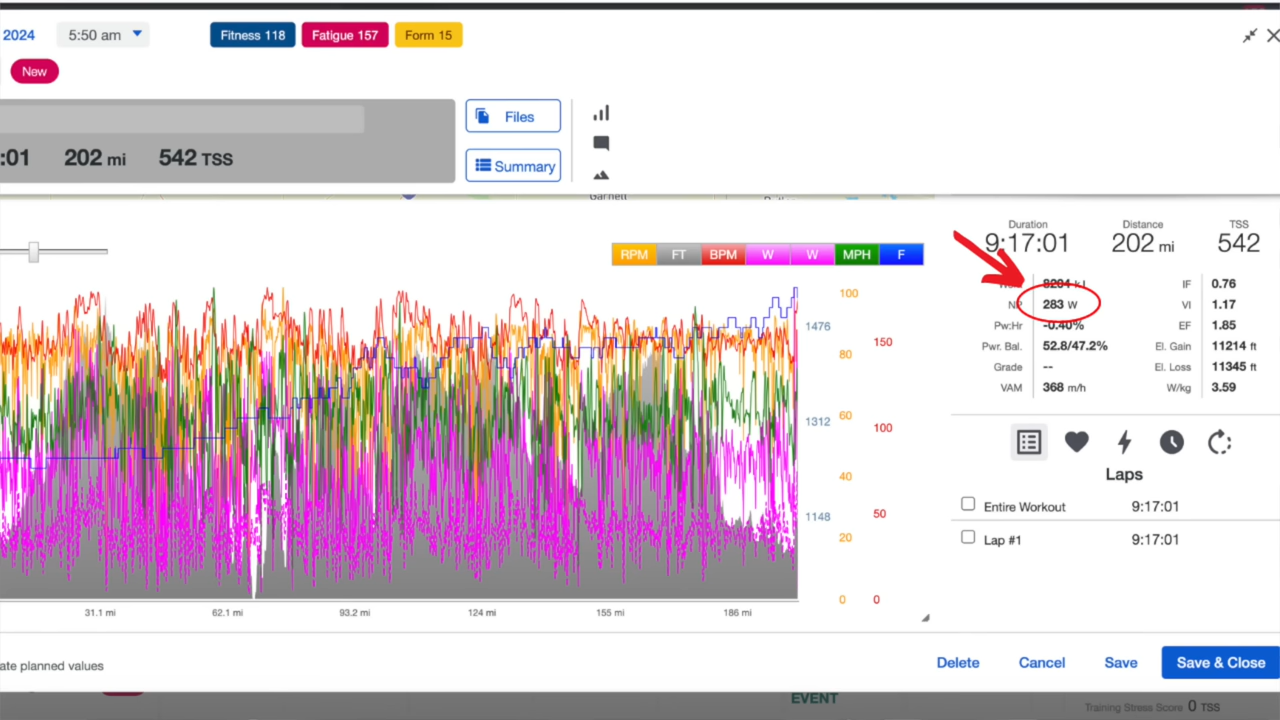 2024
5:50 am
Fitness 118
Fatigue 157
Form 15
New
:01
202 mi
542 TSS
Files
Summary
Garnett
RPM
FT
BPM
W
W
MPH
F
100
80
60
40
20
0
1476
1312
1148
150
100
50
0
31.1 mi
62.1 mi
93.2 mi
124 mi
155 mi
186 mi
Duration
9:17:01
Distance
202 mi
TSS
542
8204 kJ
IF 0.76
NP 283 W
VI 1.17
Pw:Hr -0.40%
EF 1.85
Pwr. Bal. 52.8/47.2%
El. Gain 11214 ft
Grade --
El. Loss 11345 ft
VAM 368 m/h
W/kg 3.59
Laps
Entire Workout 9:17:01
Lap #1 9:17:01
ate planned values
Delete
Cancel
Save
Save & Close
EVENT
Training Stress Score 0 TSS